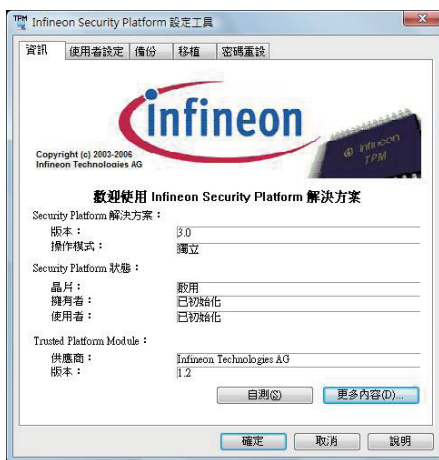 TPM Infineon Security Platform 設定工具
資訊 使用者設定 備份 移植 密碼重設
infineon
infineon
TPM
Copyright (c) 2003-2006
Infineon Technologies AG
歡迎使用 Infineon Security Platform 解決方案
Security Platform 解決方案：
版本： 3.0
操作模式： 獨立
Security Platform 狀態：
晶片： 啟用
擁有者： 已初始化
使用者： 已初始化
Trusted Platform Module：
供應商： Infineon Technologies AG
版本： 1.2
自測(S) 更多內容(D)...
確定 取消 說明